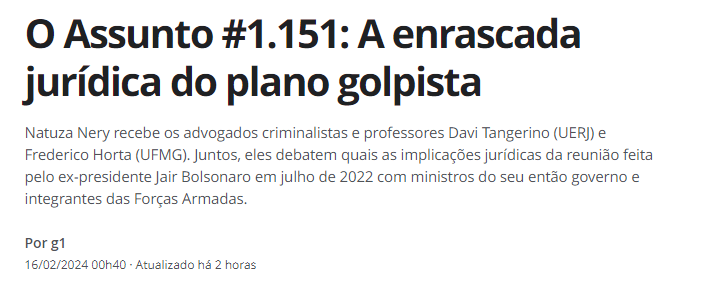 O Assunto #1.151: A enrascada
jurídica do plano golpista
Natuza Nery recebe os advogados criminalistas e professores Davi Tangerino (UERJ) e
Frederico Horta (UFMG). Juntos, eles debatem quais as implicações jurídicas da reunião feita
pelo ex-presidente Jair Bolsonaro em julho de 2022 com ministros do seu então governo e
integrantes das Forças Armadas.
Por g1
16/02/2024 00h40 · Atualizado há 2 horas